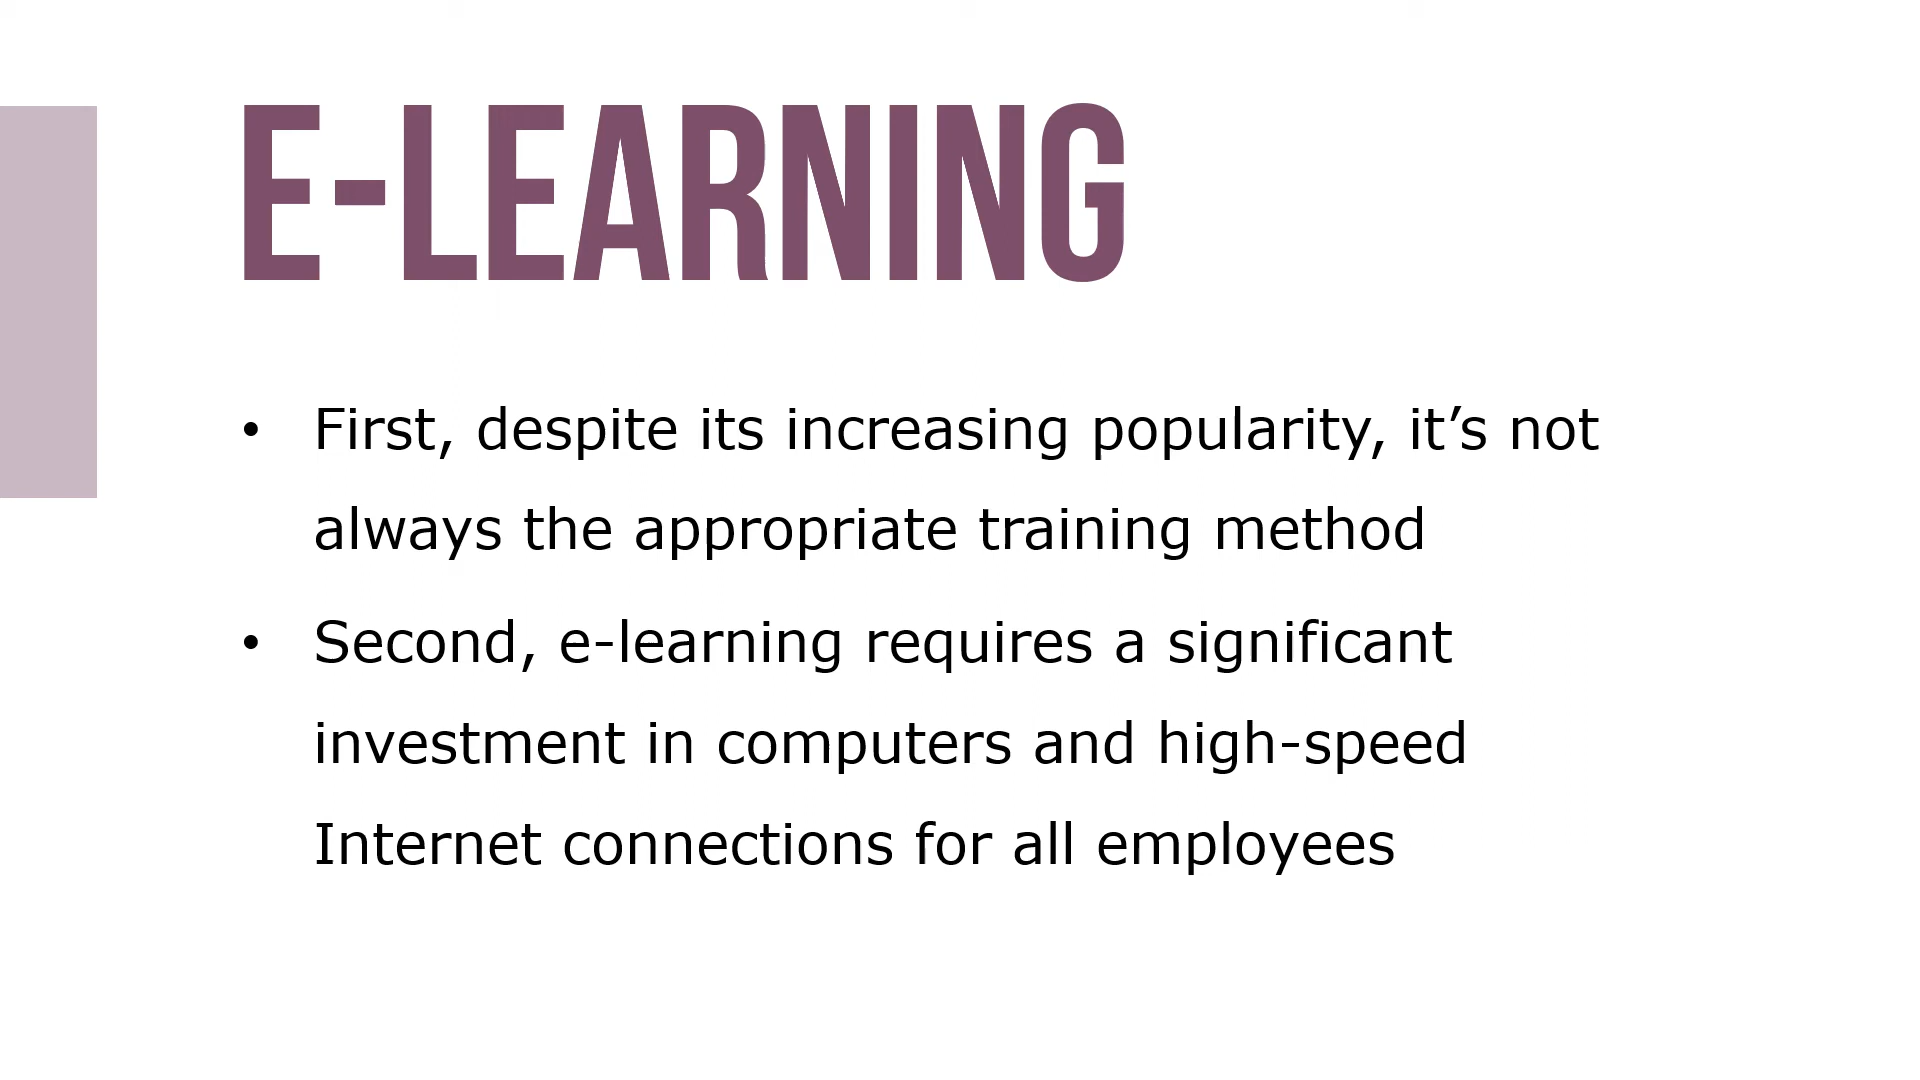 E-LEARNING
• First, despite its increasing popularity, it’s not
always the appropriate training method
• Second, e-learning requires a significant
investment in computers and high-speed
Internet connections for all employees